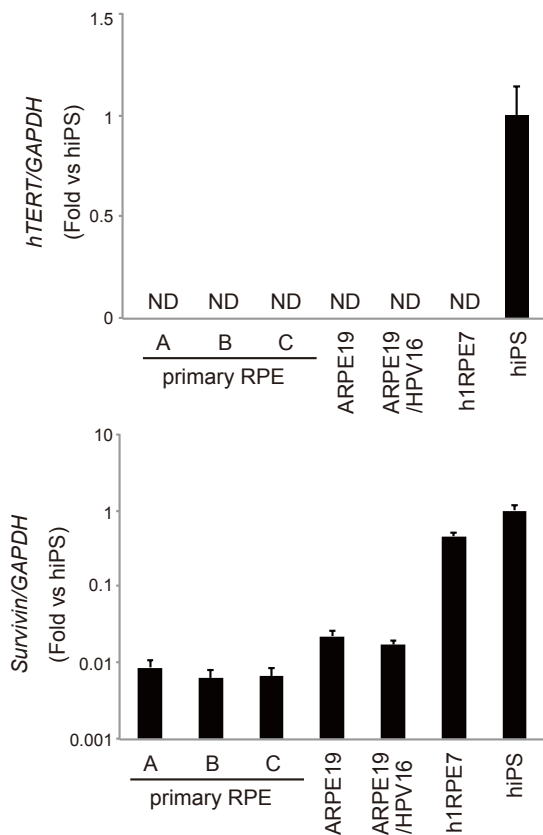 hTERT/GAPDH
(Fold vs hiPS)
1.5
1
0.5
0
ND ND ND ND ND ND
A B C
primary RPE
ARPE19
ARPE19
/HPV16
h1RPE7
hiPS
Survivin/GAPDH
(Fold vs hiPS)
10
1
0.1
0.01
0.001
A B C
primary RPE
ARPE19
ARPE19
/HPV16
h1RPE7
hiPS